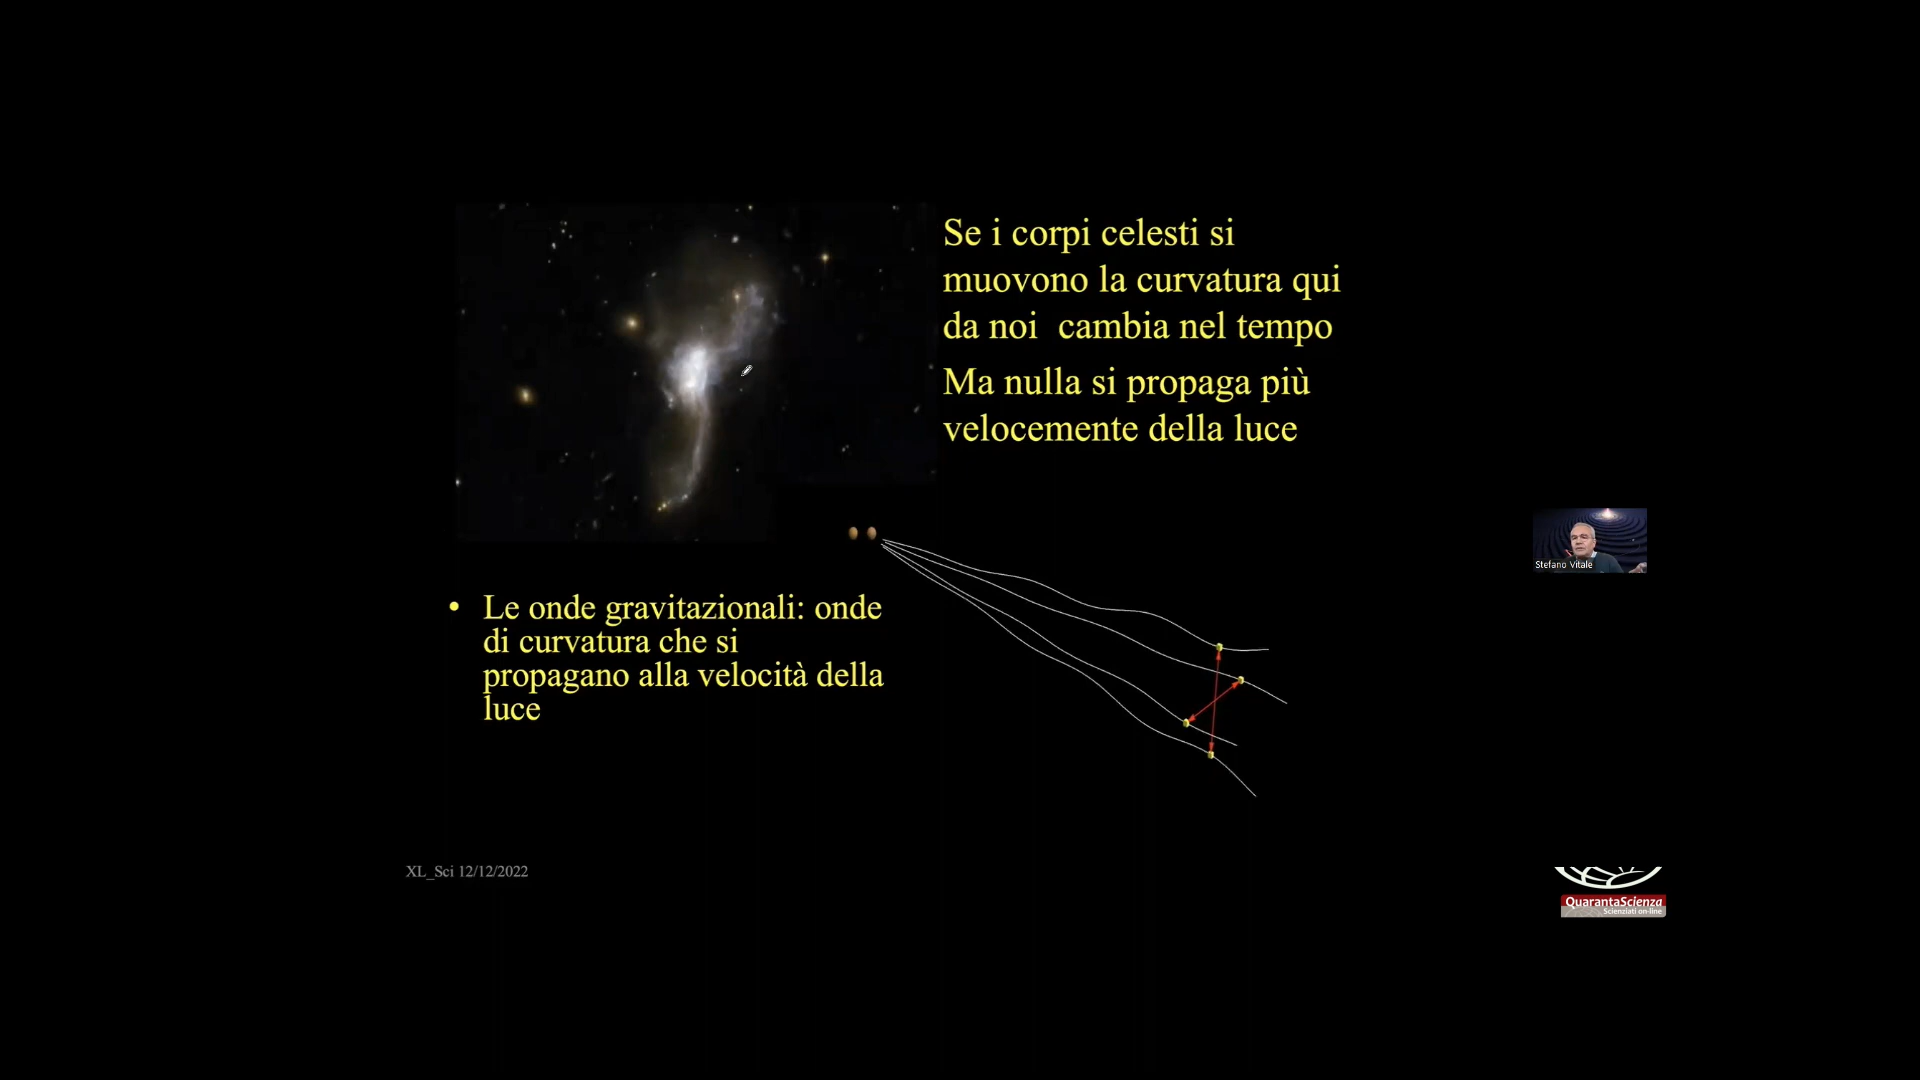 Se i corpi celesti si
muovono la curvatura qui
da noi cambia nel tempo
Ma nulla si propaga più
velocemente della luce
Le onde gravitazionali: onde
di curvatura che si
propagano alla velocità della
luce
Stefano Vitale
XL_Sci 12/12/2022
QuarantaScienza
Scienziati on-line